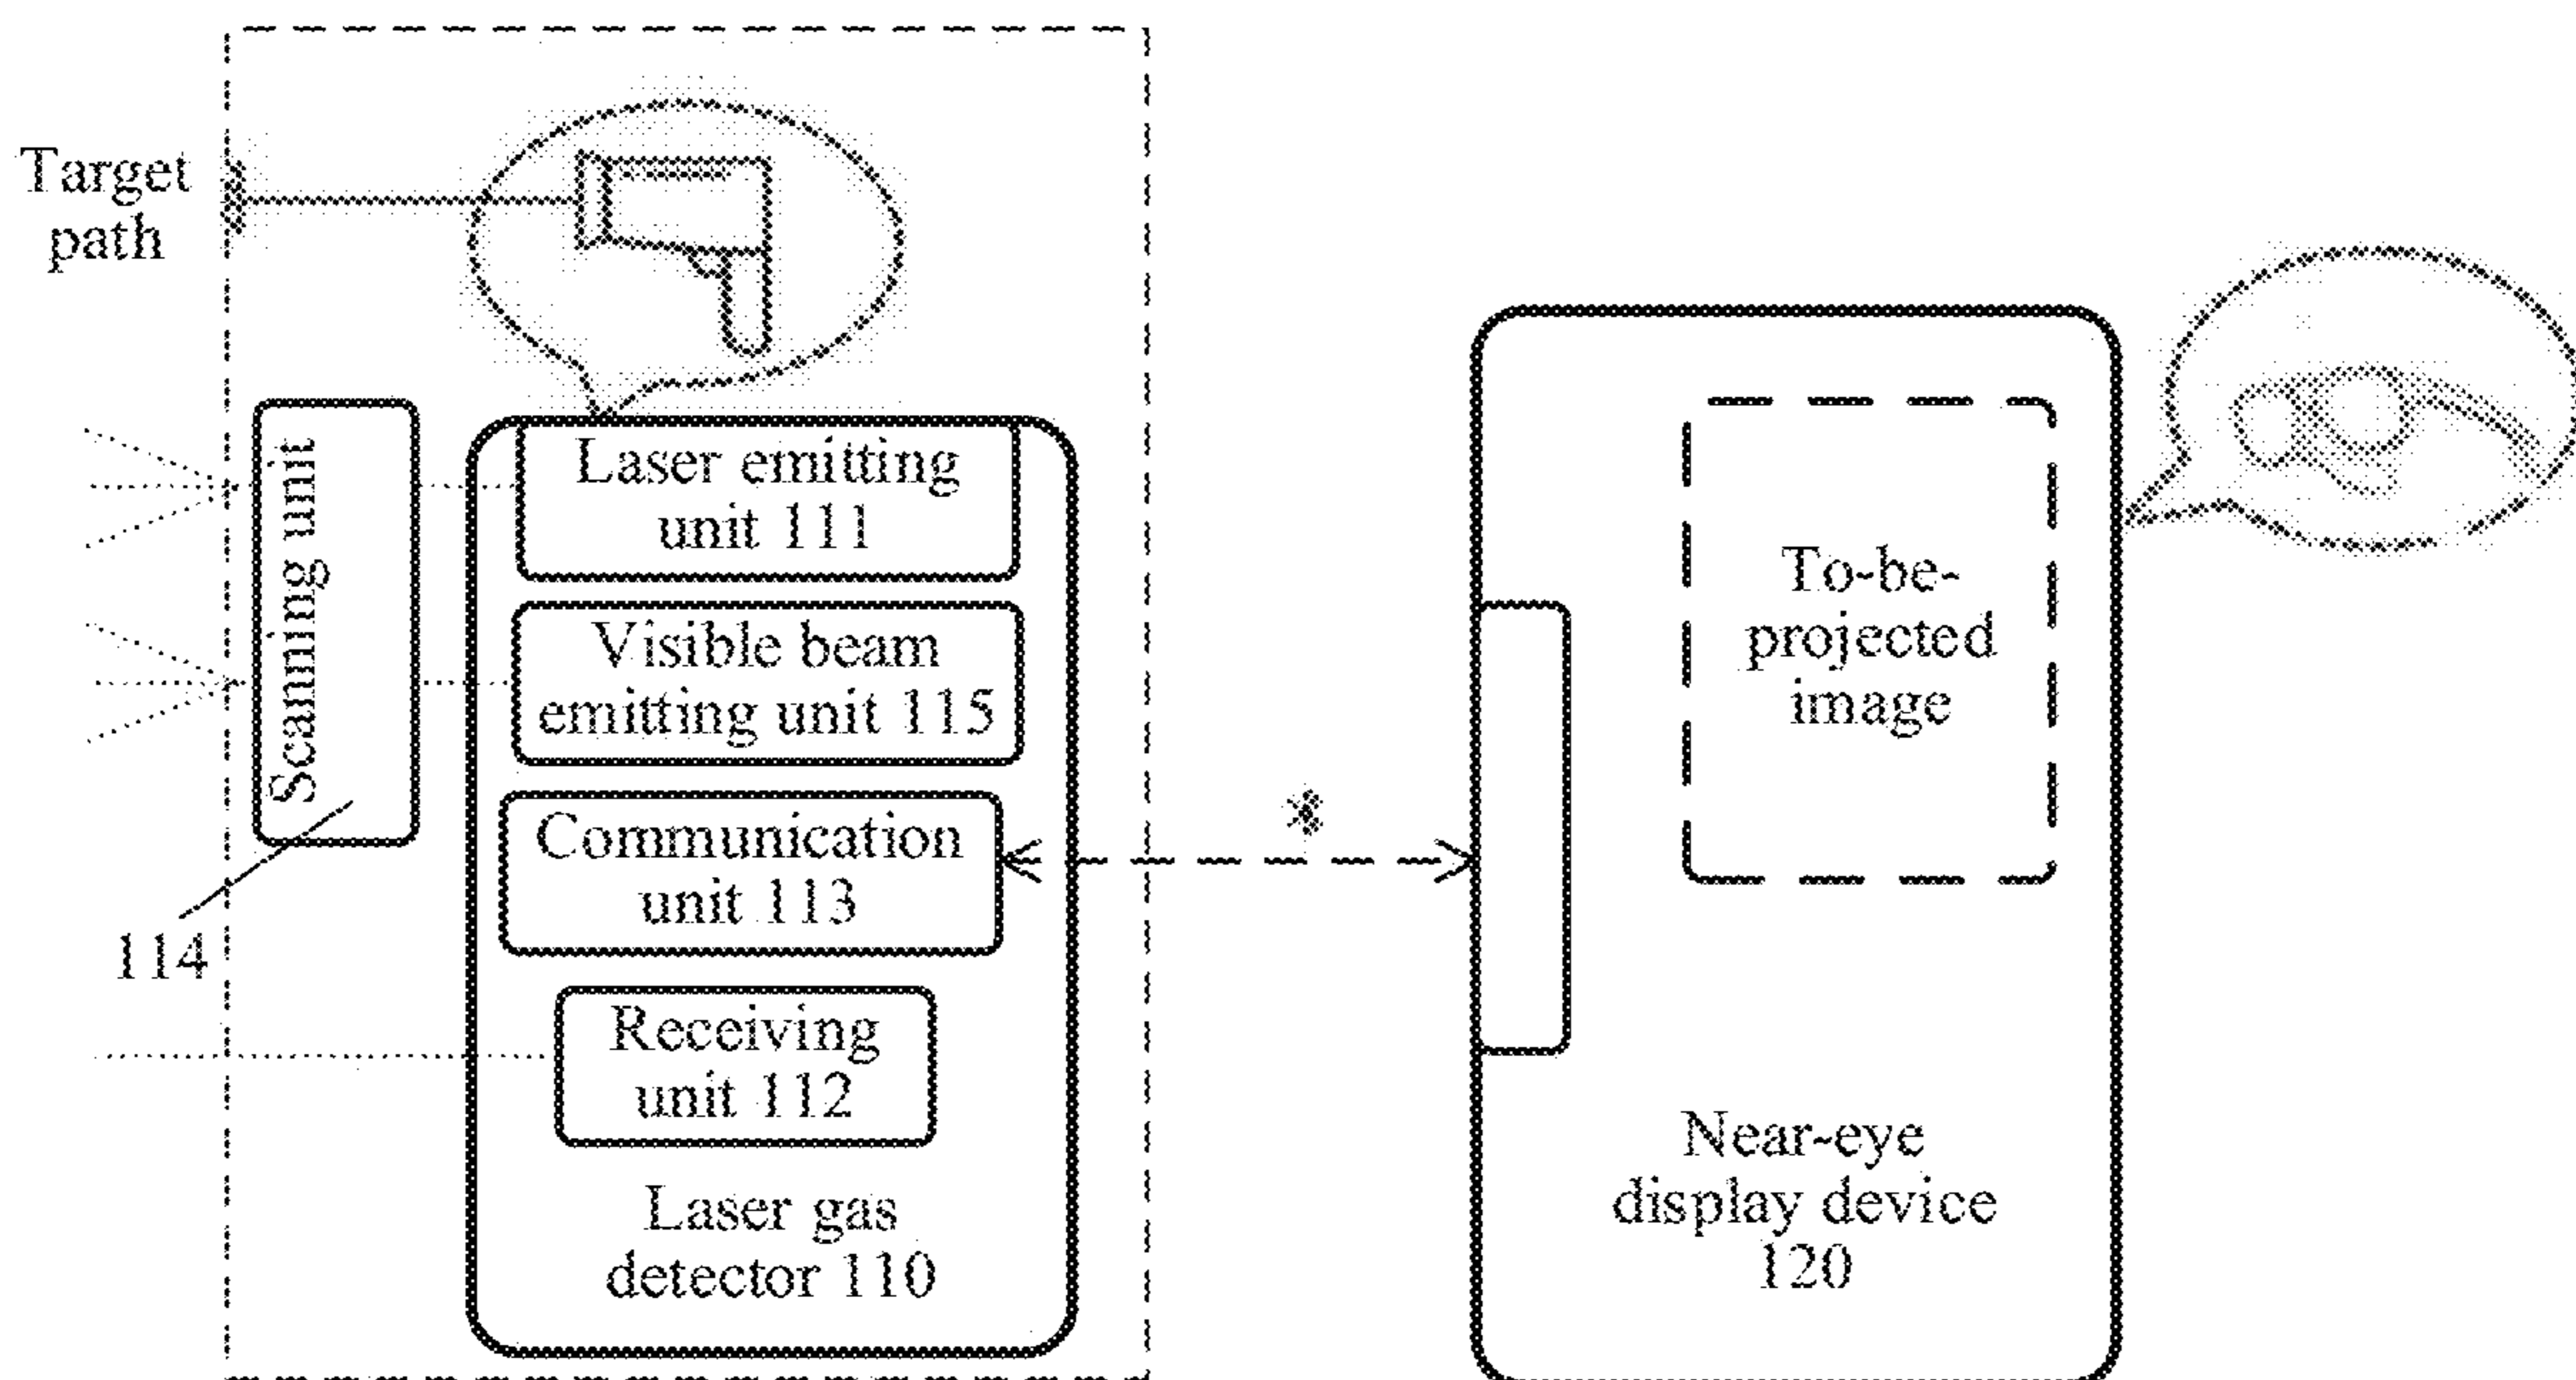 Target
path
Scanning unit
114
Laser emitting
unit 111
Visible beam
emitting unit 115
Communication
unit 113
Receiving
unit 112
Laser gas
detector 110
To-be-
projected
image
Near-eye
display device
120